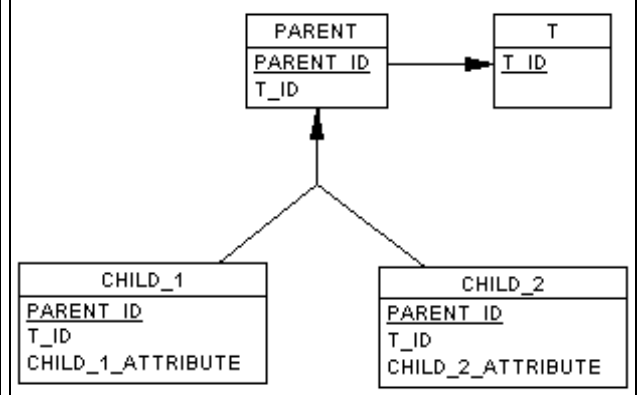 PARENT
PARENT_ID
T_ID
T
T_ID
CHILD_1
PARENT_ID
T_ID
CHILD_1_ATTRIBUTE
CHILD_2
PARENT_ID
T_ID
CHILD_2_ATTRIBUTE